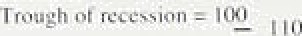 Trough of recession = 100
110